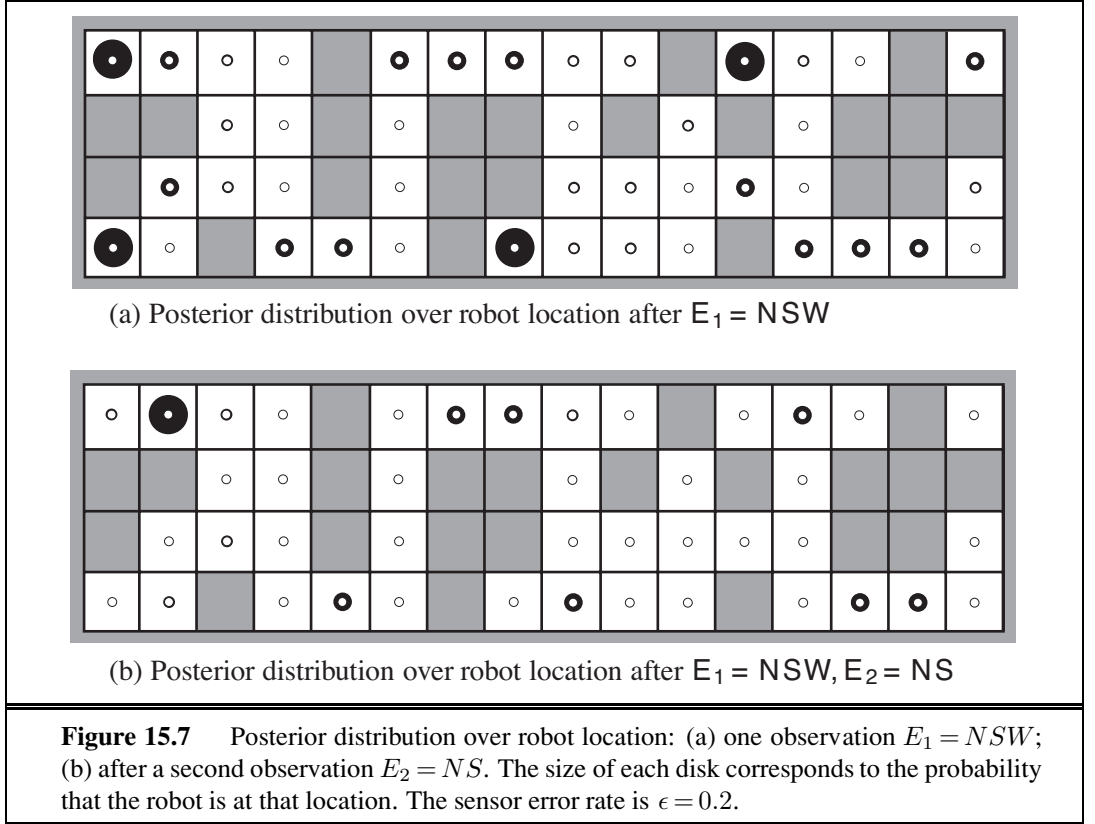 (a) Posterior distribution over robot location after E₁ = NSW
(b) Posterior distribution over robot location after E₁ = NSW, E₂ = NS
Figure 15.7 Posterior distribution over robot location: (a) one observation E₁ = NSW;
(b) after a second observation E₂ = NS. The size of each disk corresponds to the probability
that the robot is at that location. The sensor error rate is ϵ = 0.2.